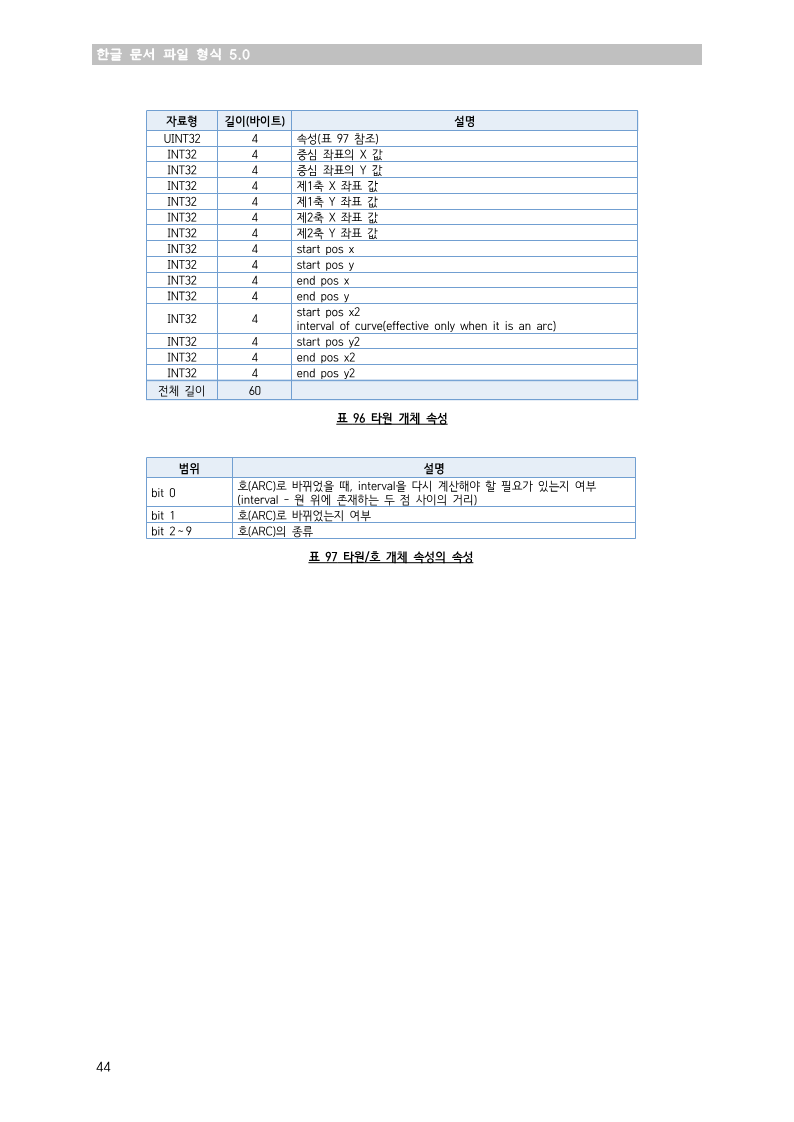 한글 문서 파일 형식 5.0
자료형 길이(바이트) 설명
UINT32 4 속성(표 97 참조)
INT32 4 중심 좌표의 X 값
INT32 4 중심 좌표의 Y 값
INT32 4 제1축 X 좌표 값
INT32 4 제1축 Y 좌표 값
INT32 4 제2축 X 좌표 값
INT32 4 제2축 Y 좌표 값
INT32 4 start pos x
INT32 4 start pos y
INT32 4 end pos x
INT32 4 end pos y
INT32 4 start pos x2
interval of curve(effective only when it is an arc)
INT32 4 start pos y2
INT32 4 end pos x2
INT32 4 end pos y2
전체 길이 60
표 96 타원 개체 속성
범위 설명
bit 0 호(ARC)로 바뀌었을 때, interval을 다시 계산해야 할 필요가 있는지 여부
(interval - 원 위에 존재하는 두 점 사이의 거리)
bit 1 호(ARC)로 바뀌었는지 여부
bit 2~9 호(ARC)의 종류
표 97 타원/호 개체 속성의 속성
44